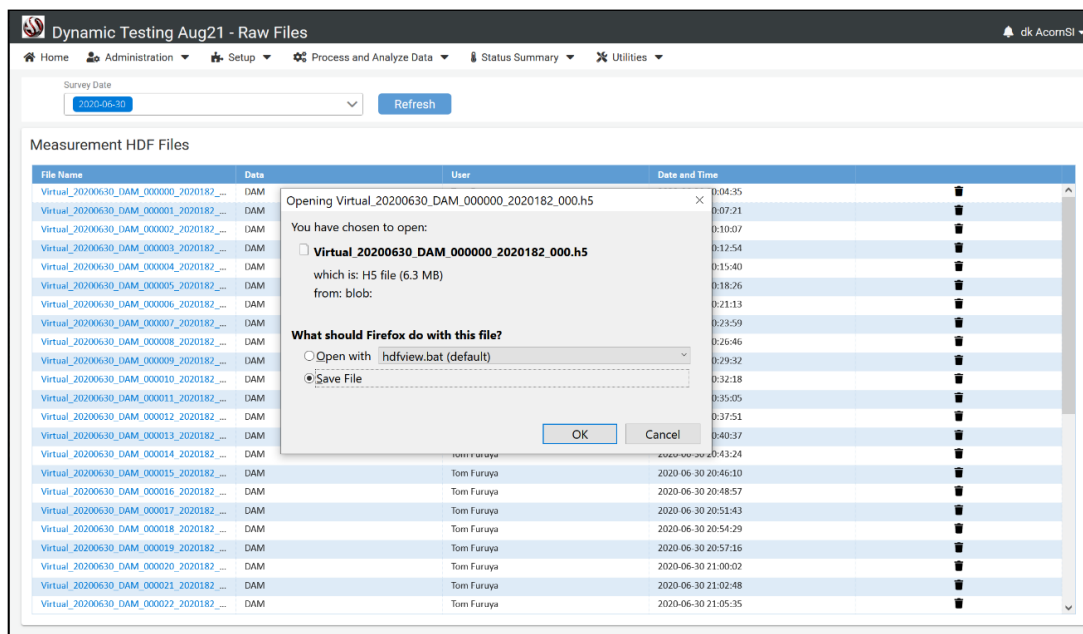 Dynamic Testing Aug21 - Raw Files
dk AcornSI
Home Administration Setup Process and Analyze Data Status Summary Utilities
Survey Date
2020-06-30
Refresh
Measurement HDF Files
File Name Data User Date and Time
Virtual_20200630_DAM_000000_2020182_... DAM 0:04:35
Virtual_20200630_DAM_000001_2020182_... DAM 0:07:21
Virtual_20200630_DAM_000002_2020182_... DAM 0:10:07
Virtual_20200630_DAM_000003_2020182_... DAM 0:12:54
Virtual_20200630_DAM_000004_2020182_... DAM 0:15:40
Virtual_20200630_DAM_000005_2020182_... DAM 0:18:26
Virtual_20200630_DAM_000006_2020182_... DAM 0:21:13
Virtual_20200630_DAM_000007_2020182_... DAM 0:23:59
Virtual_20200630_DAM_000008_2020182_... DAM 0:26:46
Virtual_20200630_DAM_000009_2020182_... DAM 0:29:32
Virtual_20200630_DAM_000010_2020182_... DAM 0:32:18
Virtual_20200630_DAM_000011_2020182_... DAM 0:35:05
Virtual_20200630_DAM_000012_2020182_... DAM 0:37:51
Virtual_20200630_DAM_000013_2020182_... DAM 0:40:37
Virtual_20200630_DAM_000014_2020182_... DAM Tom Furuya 2020-06-30 20:43:24
Virtual_20200630_DAM_000015_2020182_... DAM Tom Furuya 2020-06-30 20:46:10
Virtual_20200630_DAM_000016_2020182_... DAM Tom Furuya 2020-06-30 20:48:57
Virtual_20200630_DAM_000017_2020182_... DAM Tom Furuya 2020-06-30 20:51:43
Virtual_20200630_DAM_000018_2020182_... DAM Tom Furuya 2020-06-30 20:54:29
Virtual_20200630_DAM_000019_2020182_... DAM Tom Furuya 2020-06-30 20:57:16
Virtual_20200630_DAM_000020_2020182_... DAM Tom Furuya 2020-06-30 21:00:02
Virtual_20200630_DAM_000021_2020182_... DAM Tom Furuya 2020-06-30 21:02:48
Virtual_20200630_DAM_000022_2020182_... DAM Tom Furuya 2020-06-30 21:05:35
Opening Virtual_20200630_DAM_000000_2020182_000.h5
You have chosen to open:
Virtual_20200630_DAM_000000_2020182_000.h5
which is: H5 file (6.3 MB)
from: blob:
What should Firefox do with this file?
Open with hdfview.bat (default)
Save File
OK Cancel